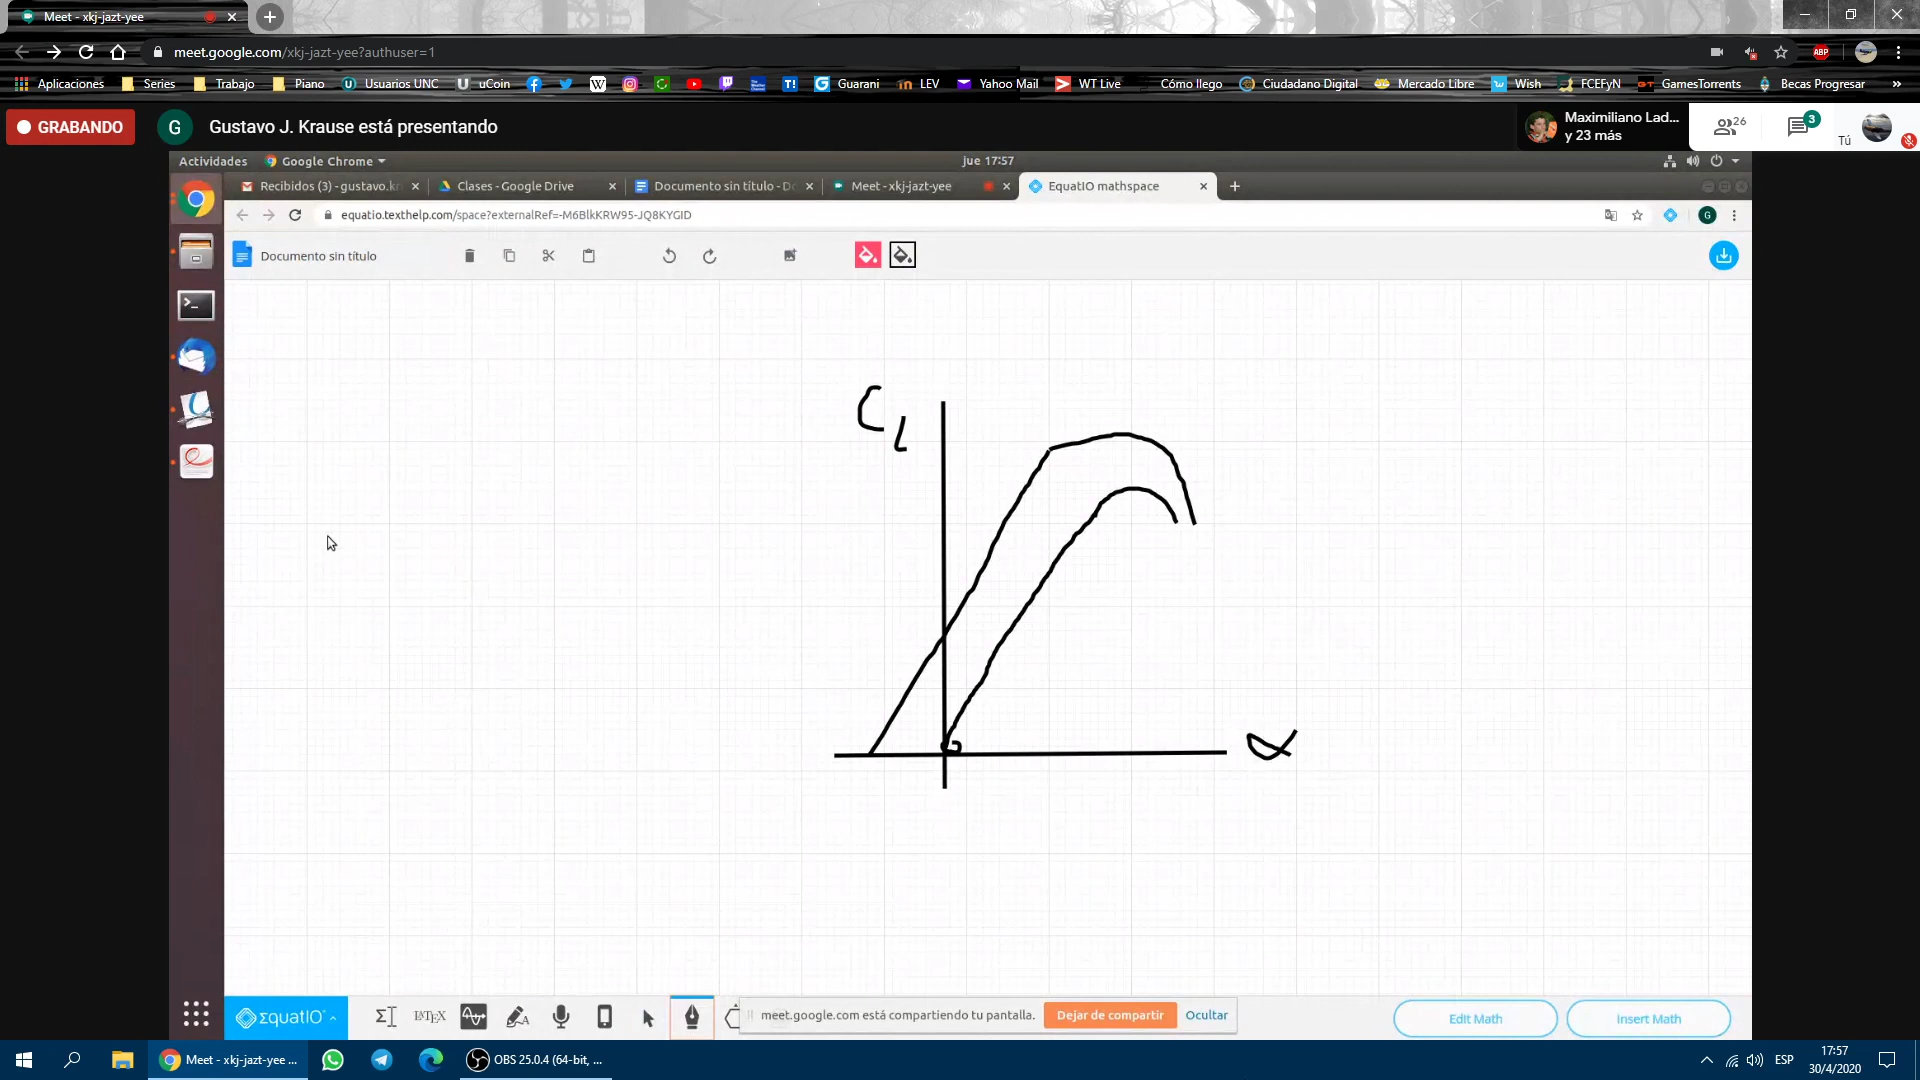 Meet - xkj-jazt-yee
meet.google.com/xkj-jazt-yee?authuser=1
ABP
Aplicaciones Series Trabajo Piano Usuarios UNC uCoin Guarani LEV Yahoo Mail WT Live Cómo llego Ciudadano Digital Mercado Libre Wish FCEFyN GamesTorrents Becas Progresar »
GRABANDO G Gustavo J. Krause está presentando
Maximiliano Lad...
y 23 más
26
3
Tú
Actividades Google Chrome jue 17:57
Recibidos (3) - gustavo.kr Clases - Google Drive Documento sin título - Do Meet - xkj-jazt-yee EquatIO mathspace
equatio.texthelp.com/space?externalRef=-M6BlkKRW95-JQ8KYGID G
Documento sin título
C L
α
ΣquatIO LATEX meet.google.com está compartiendo tu pantalla. Dejar de compartir Ocultar Edit Math Insert Math
Meet - xkj-jazt-yee ... OBS 25.0.4 (64-bit, ... ESP
17:57
30/4/2020